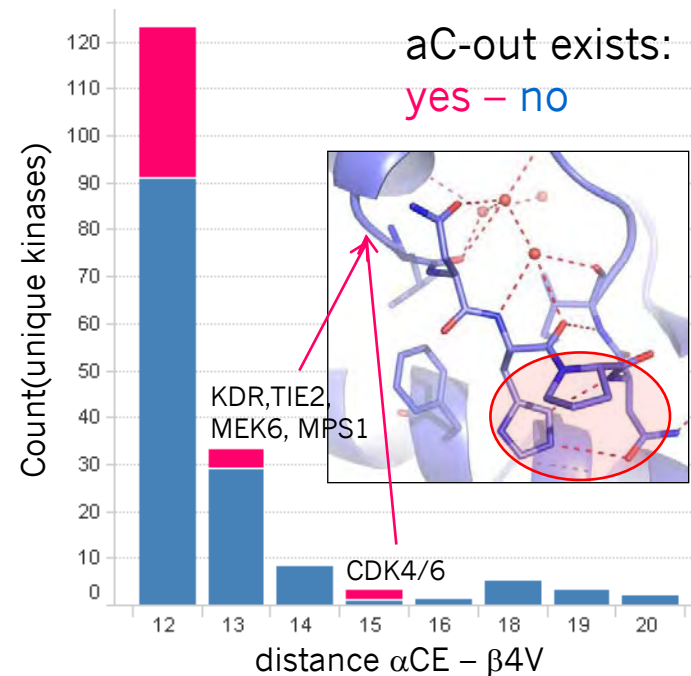 aC-out exists:
yes – no
Count(unique kinases)
120
110
100
90
80
70
60
50
40
30
20
10
0
KDR,TIE2,
MEK6, MPS1
CDK4/6
12 13 14 15 16 18 19 20
distance αCE – β4V